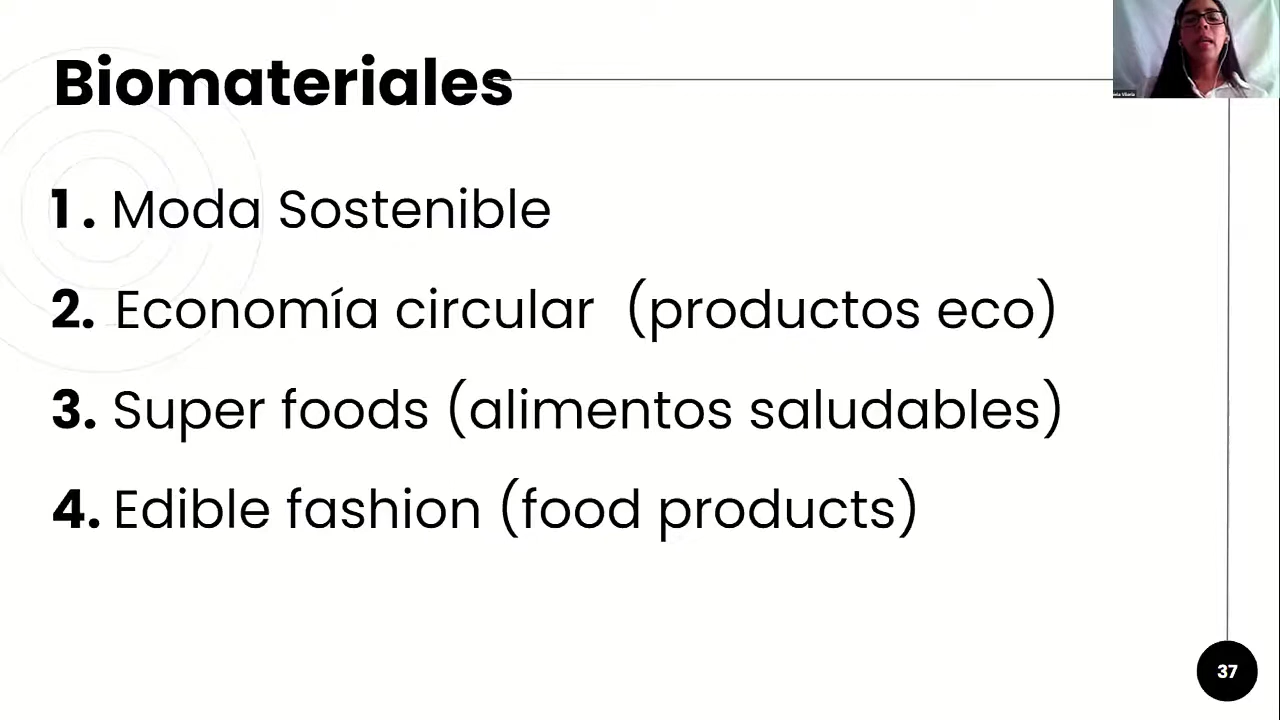 Biomateriales
1. Moda Sostenible
2. Economía circular (productos eco)
3. Super foods (alimentos saludables)
4. Edible fashion (food products)
37